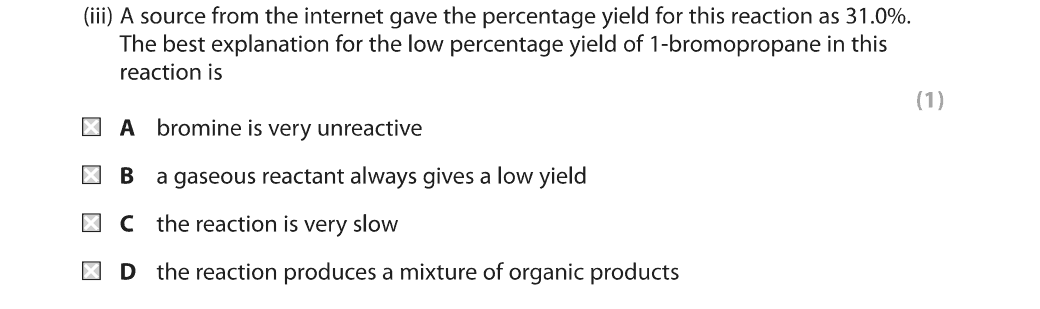 (iii) A source from the internet gave the percentage yield for this reaction as 31.0%.
The best explanation for the low percentage yield of 1-bromopropane in this
reaction is
(1)
A bromine is very unreactive
B a gaseous reactant always gives a low yield
C the reaction is very slow
D the reaction produces a mixture of organic products